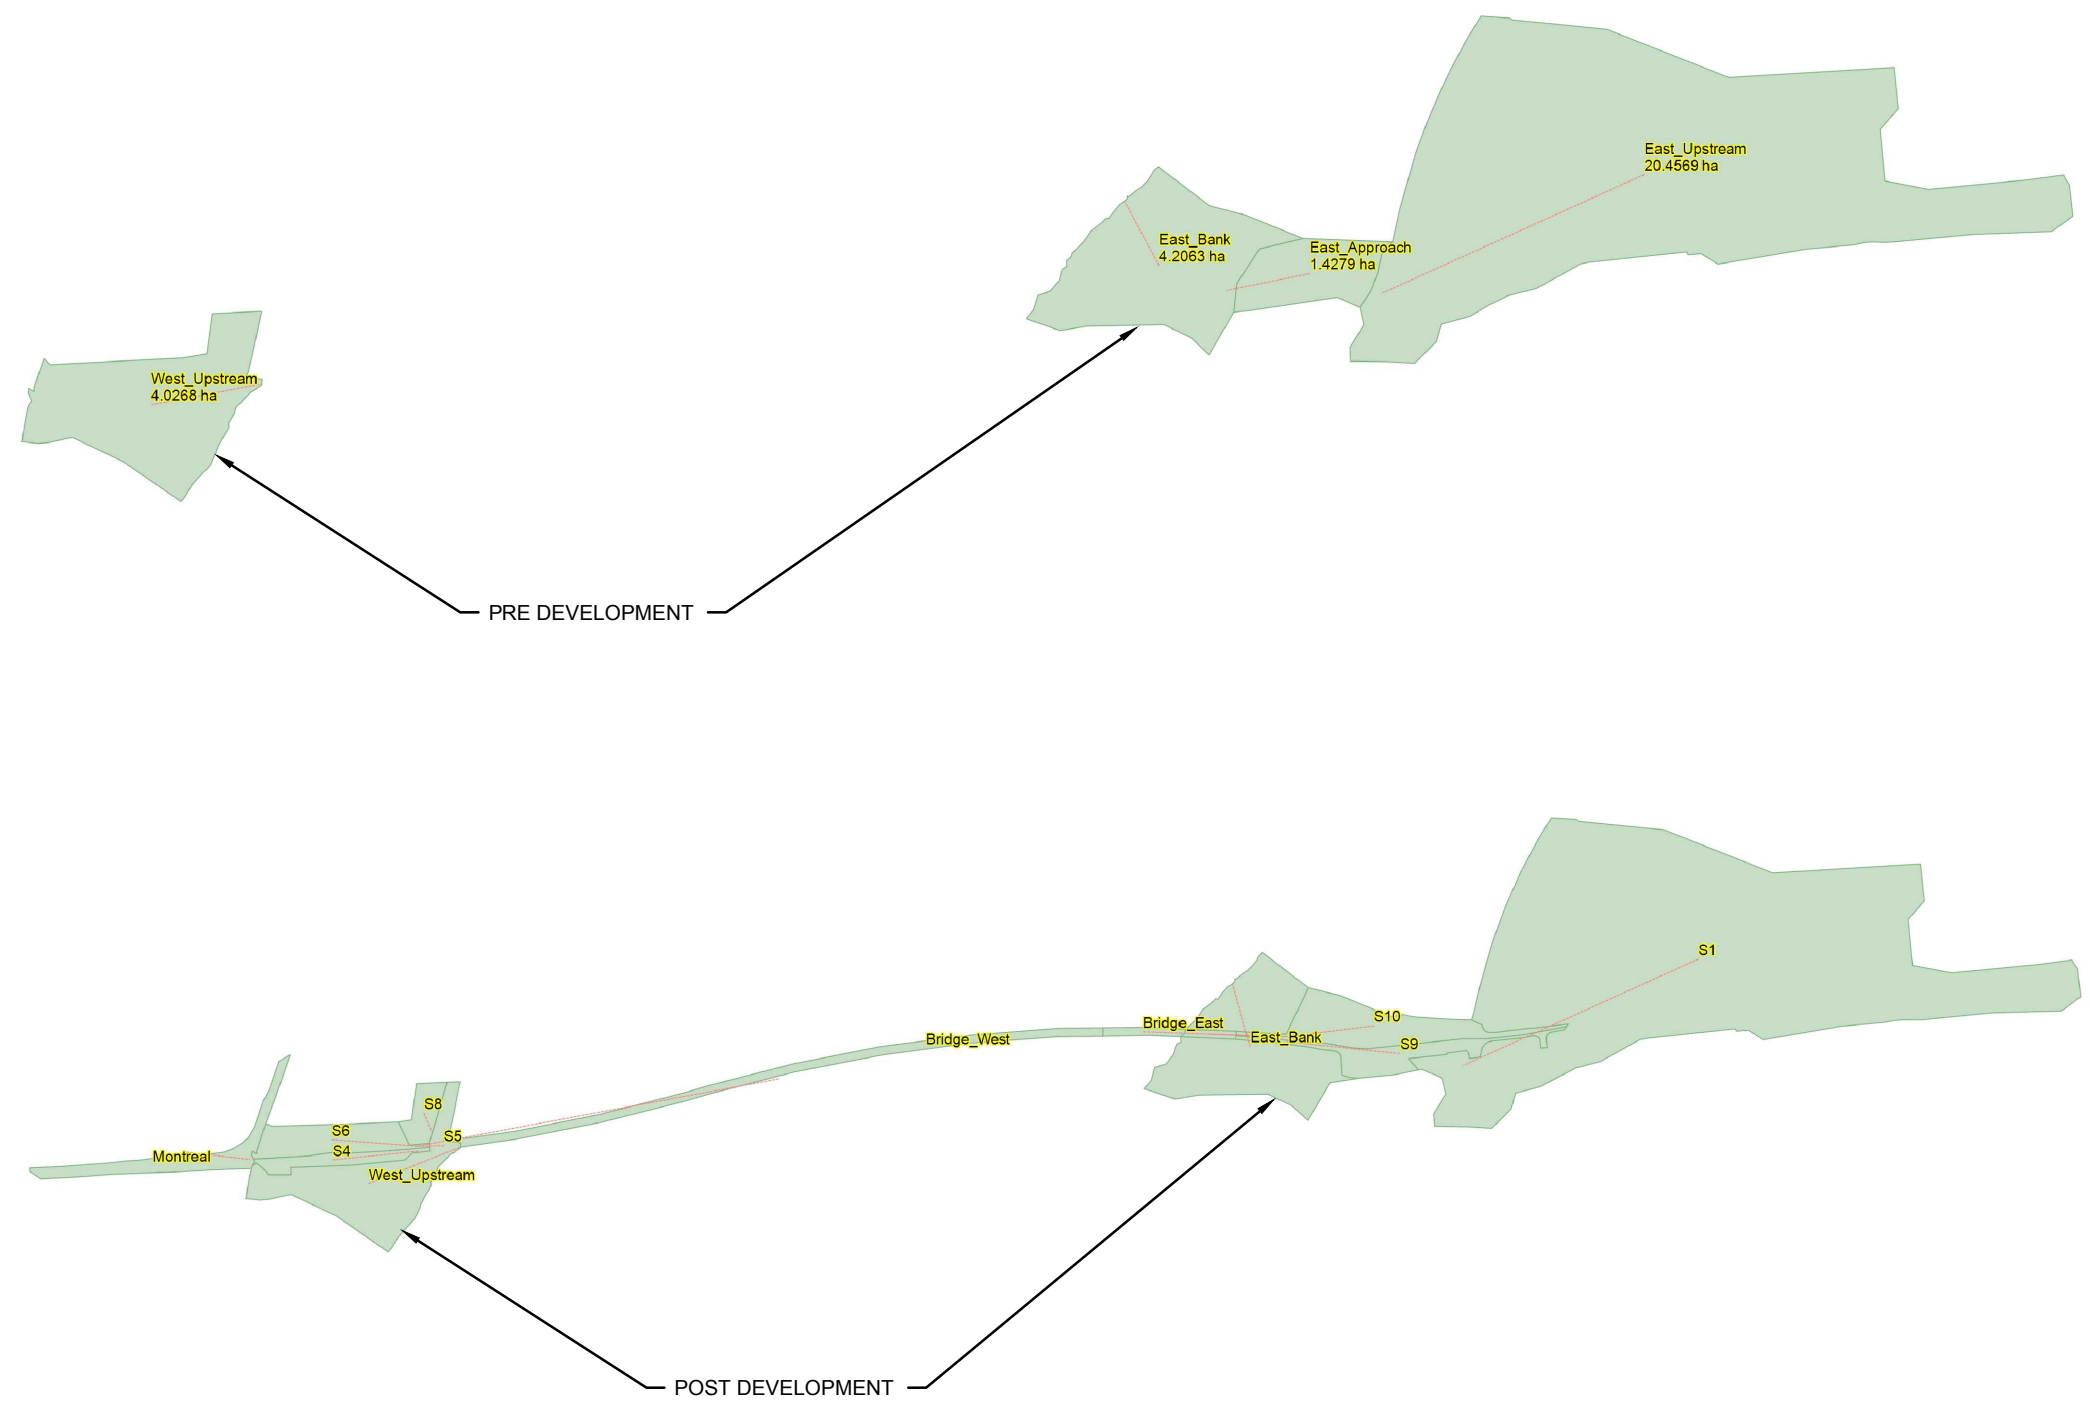 East_Upstream
20.4569 ha
East_Bank
4.2063 ha
East_Approach
1.4279 ha
West_Upstream
4.0268 ha
PRE DEVELOPMENT
S1
S10
Bridge_East
East_Bank
Bridge_West
S9
S8
S6
S5
S4
Montreal
West_Upstream
POST DEVELOPMENT